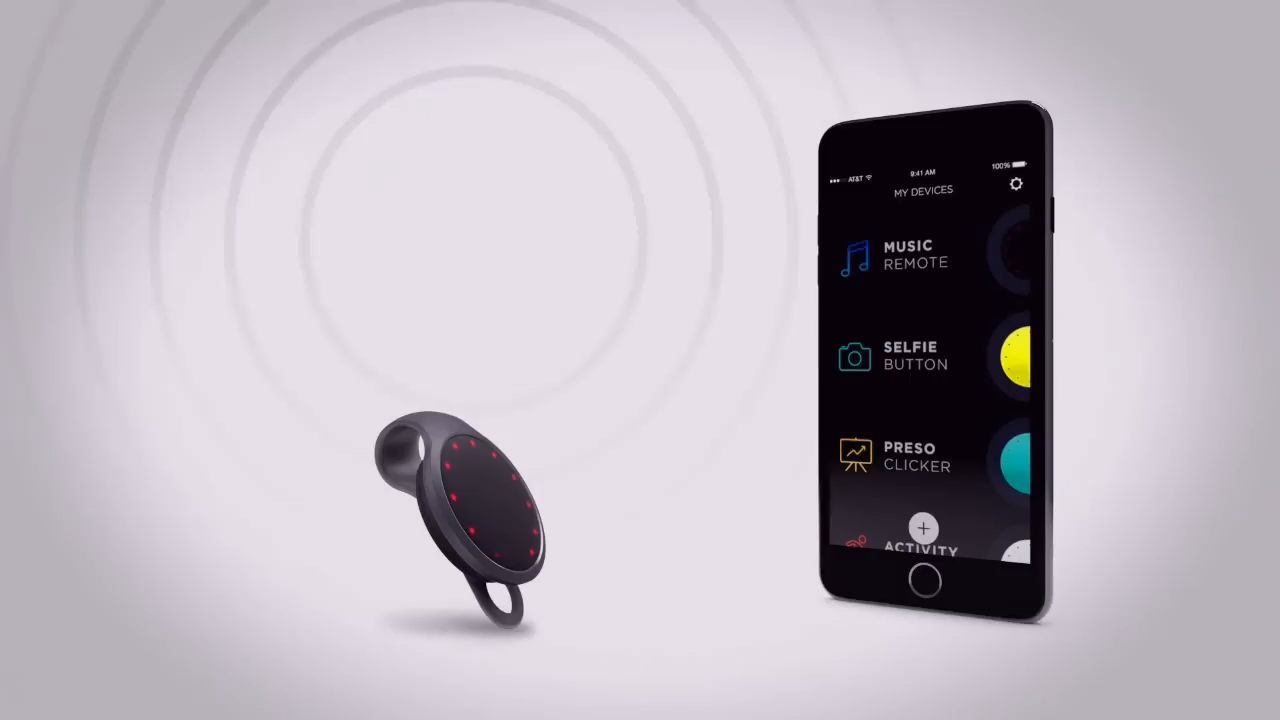 AT&T 9:41 AM 100%
MY DEVICES
MUSIC
REMOTE
SELFIE
BUTTON
PRESO
CLICKER
+
ACTIVITY